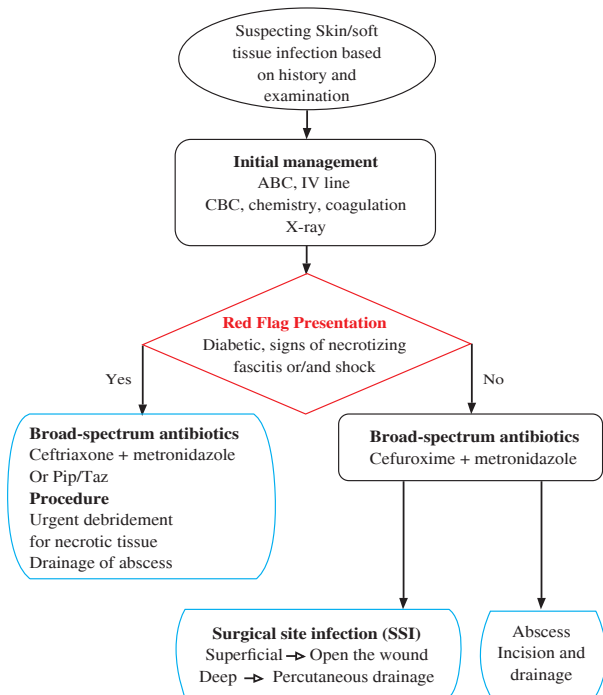 Suspecting Skin/soft
tissue infection based
on history and
examination
Initial management
ABC, IV line
CBC, chemistry, coagulation
X-ray
Red Flag Presentation
Diabetic, signs of necrotizing
fascitis or/and shock
Yes
No
Broad-spectrum antibiotics
Ceftriaxone + metronidazole
Or Pip/Taz
Procedure
Urgent debridement
for necrotic tissue
Drainage of abscess
Broad-spectrum antibiotics
Cefuroxime + metronidazole
Surgical site infection (SSI)
Superficial → Open the wound
Deep → Percutaneous drainage
Abscess
Incision and
drainage